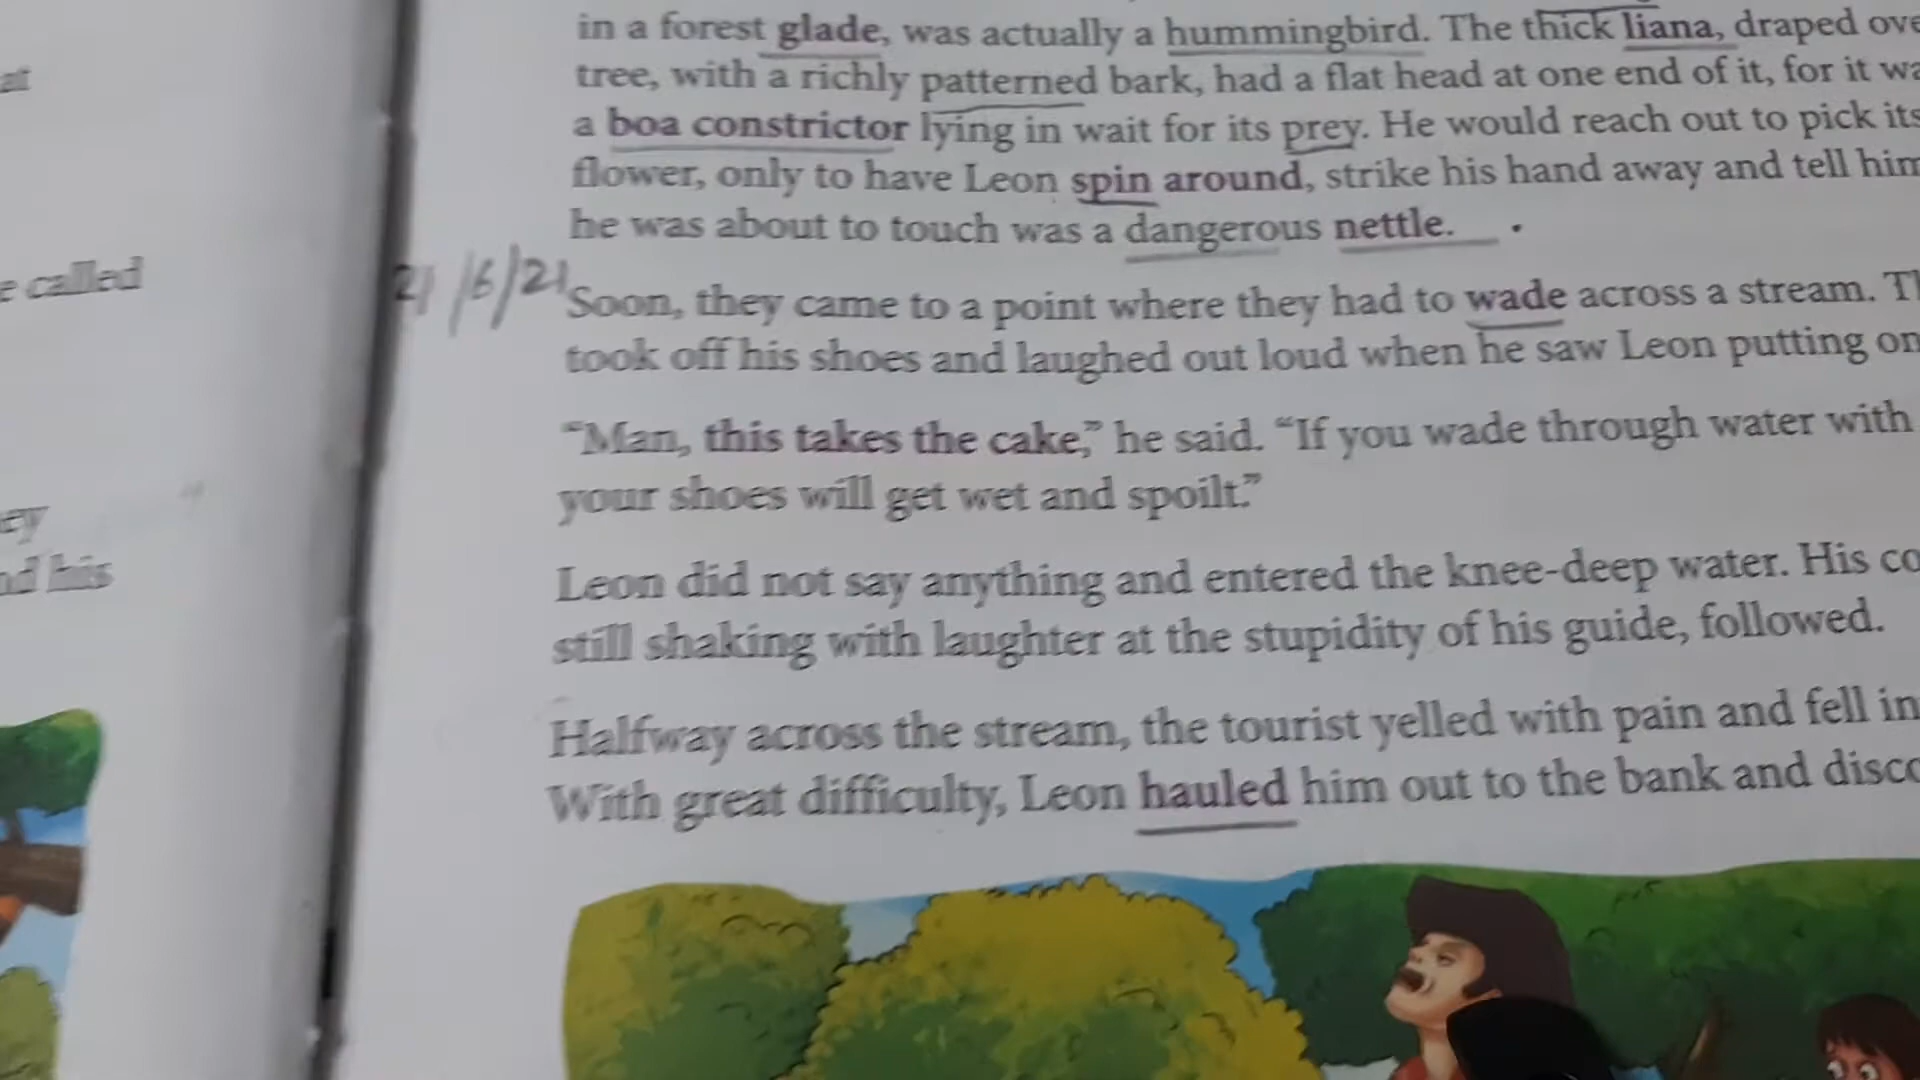 at
e called
ey
nd his
in a forest glade, was actually a hummingbird. The thick liana, draped ove
tree, with a richly patterned bark, had a flat head at one end of it, for it wa
a boa constrictor lying in wait for its prey. He would reach out to pick its
flower, only to have Leon spin around, strike his hand away and tell him
he was about to touch was a dangerous nettle.
21/6/21
Soon, they came to a point where they had to wade across a stream. Th
took off his shoes and laughed out loud when he saw Leon putting on
“Man, this takes the cake,” he said. “If you wade through water with
your shoes will get wet and spoilt.”
Leon did not say anything and entered the knee-deep water. His co
still shaking with laughter at the stupidity of his guide, followed.
Halfway across the stream, the tourist yelled with pain and fell in
With great difficulty, Leon hauled him out to the bank and disco